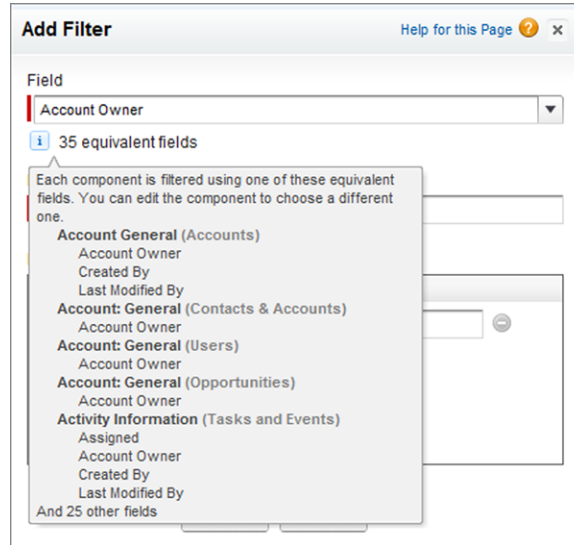 Add Filter
Help for this Page
Field
Account Owner
35 equivalent fields
Each component is filtered using one of these equivalent
fields. You can edit the component to choose a different
one.
Account General (Accounts)
Account Owner
Created By
Last Modified By
Account: General (Contacts & Accounts)
Account Owner
Account: General (Users)
Account Owner
Account: General (Opportunities)
Account Owner
Activity Information (Tasks and Events)
Assigned
Account Owner
Created By
Last Modified By
And 25 other fields